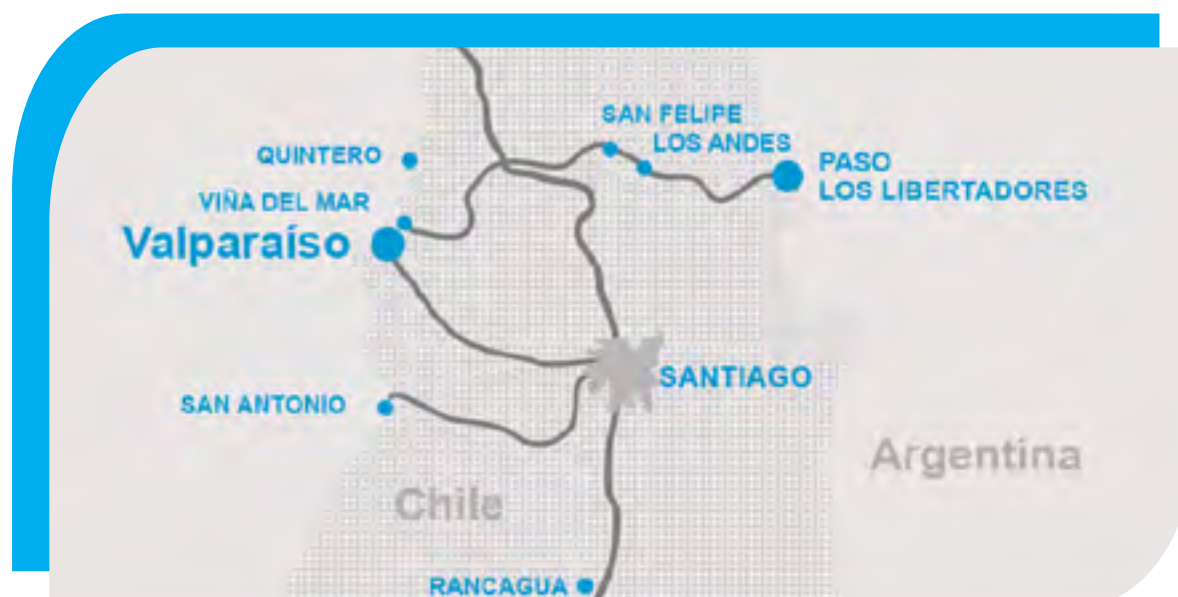 SAN FELIPE
LOS ANDES
QUINTERO
PASO
LOS LIBERTADORES
VIÑA DEL MAR
Valparaíso
SANTIAGO
SAN ANTONIO
Argentina
Chile
RANCAGUA